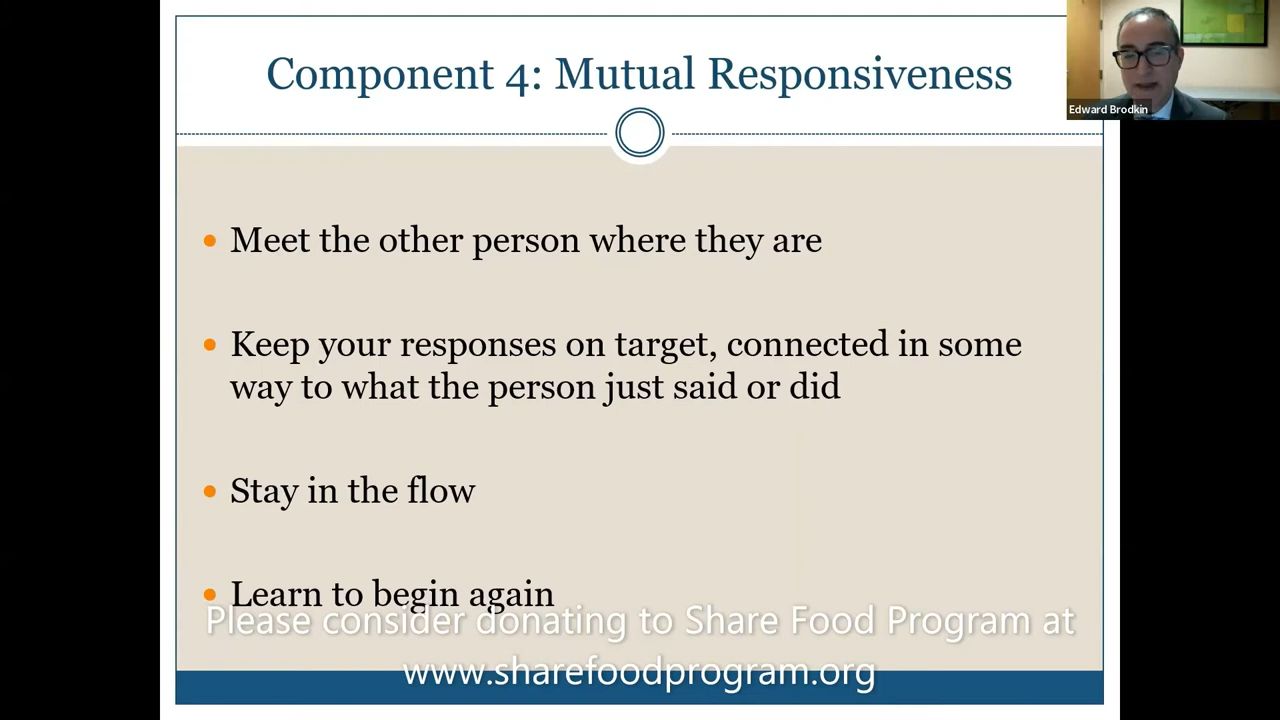 Component 4: Mutual Responsiveness
Edward Brodkin
• Meet the other person where they are
• Keep your responses on target, connected in some
way to what the person just said or did
• Stay in the flow
• Learn to begin again
Please consider donating to Share Food Program at
www.sharefoodprogram.org